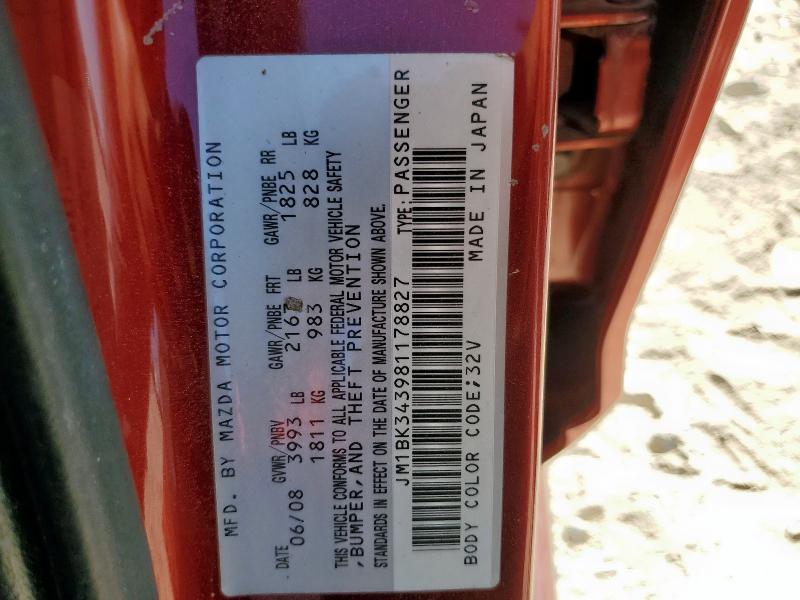 MFD. BY MAZDA MOTOR CORPORATION
DATE GVWR/PNBV GAWR/PNBE FRT GAWR/PNBE RR
06/08 3993 LB LB 1825 LB
1811 KG 983 KG 828 KG
THIS VEHICLE CONFORMS TO ALL APPLICABLE FEDERAL MOTOR VEHICLE SAFETY
,BUMPER,AND THEFT PREVENTION
STANDARDS IN EFFECT ON THE DATE OF MANUFACTURE SHOWN ABOVE.
JM1BK343981178827 TYPE:PASSENGER
BODY COLOR CODE;32V MADE IN JAPAN